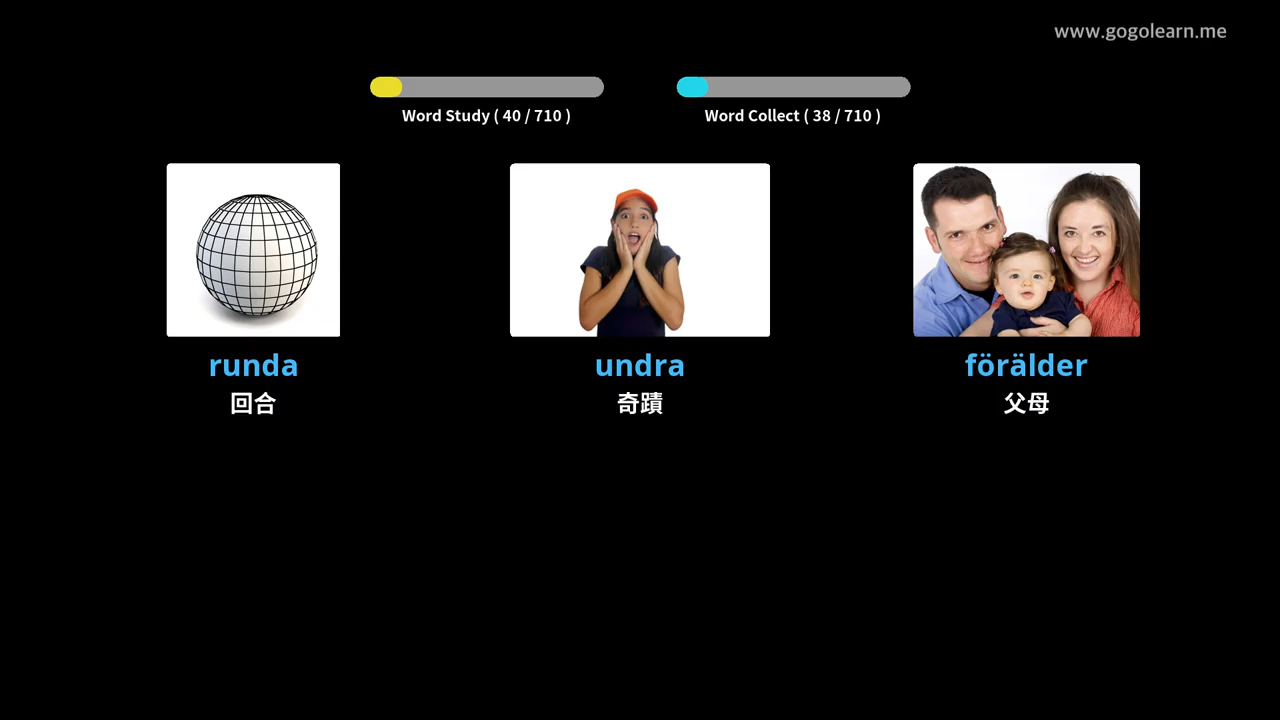 www.gogolearn.me
Word Study ( 40 / 710 )
Word Collect ( 38 / 710 )
runda
undra
förälder
回合
奇蹟
父母